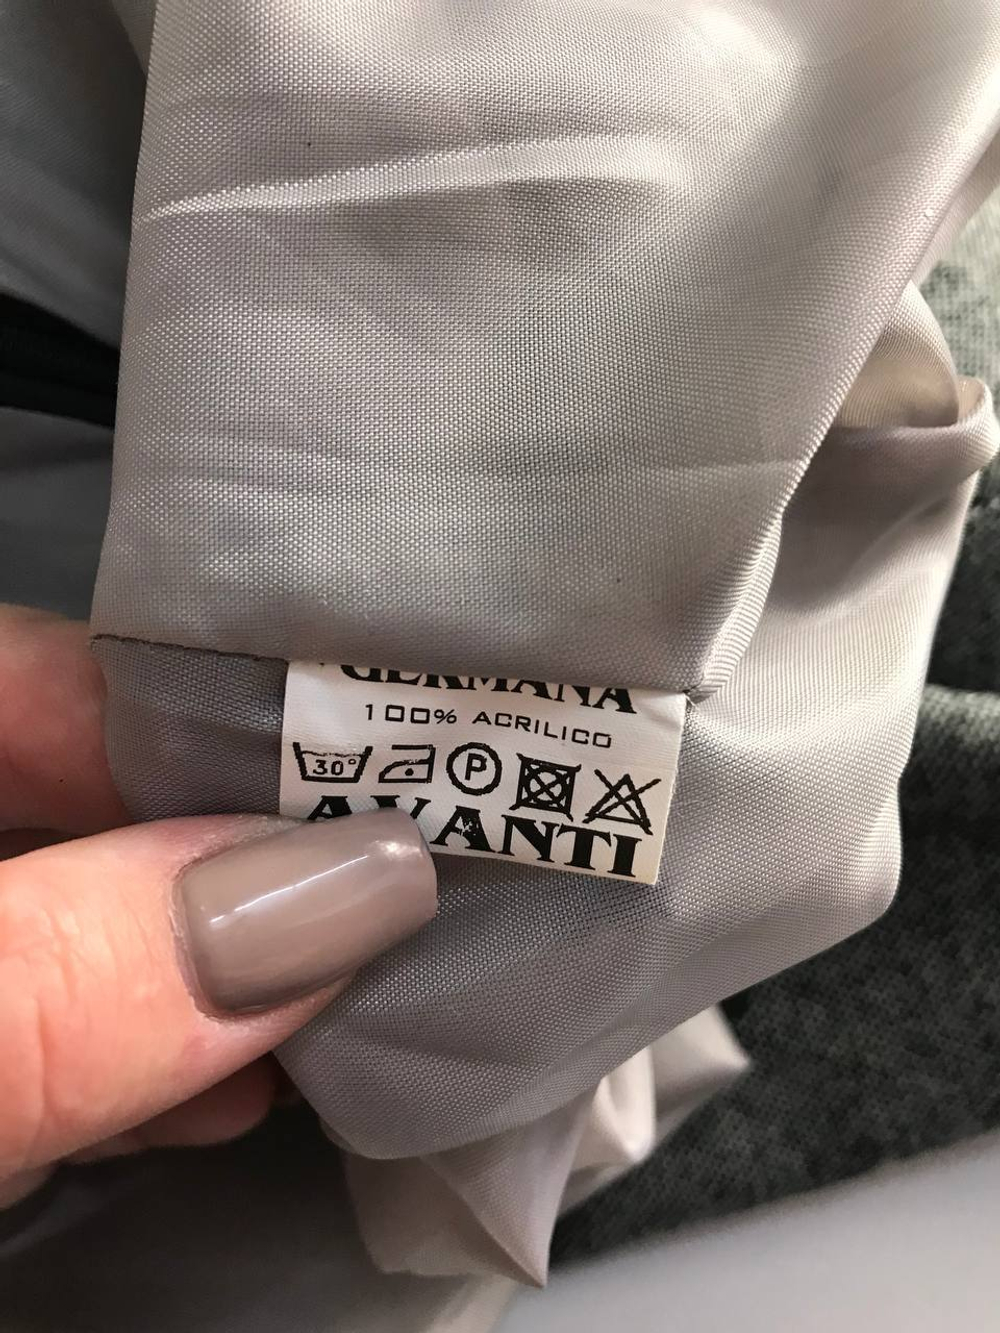 GERMANA
100% ACRILICO
30° P
AVANTI